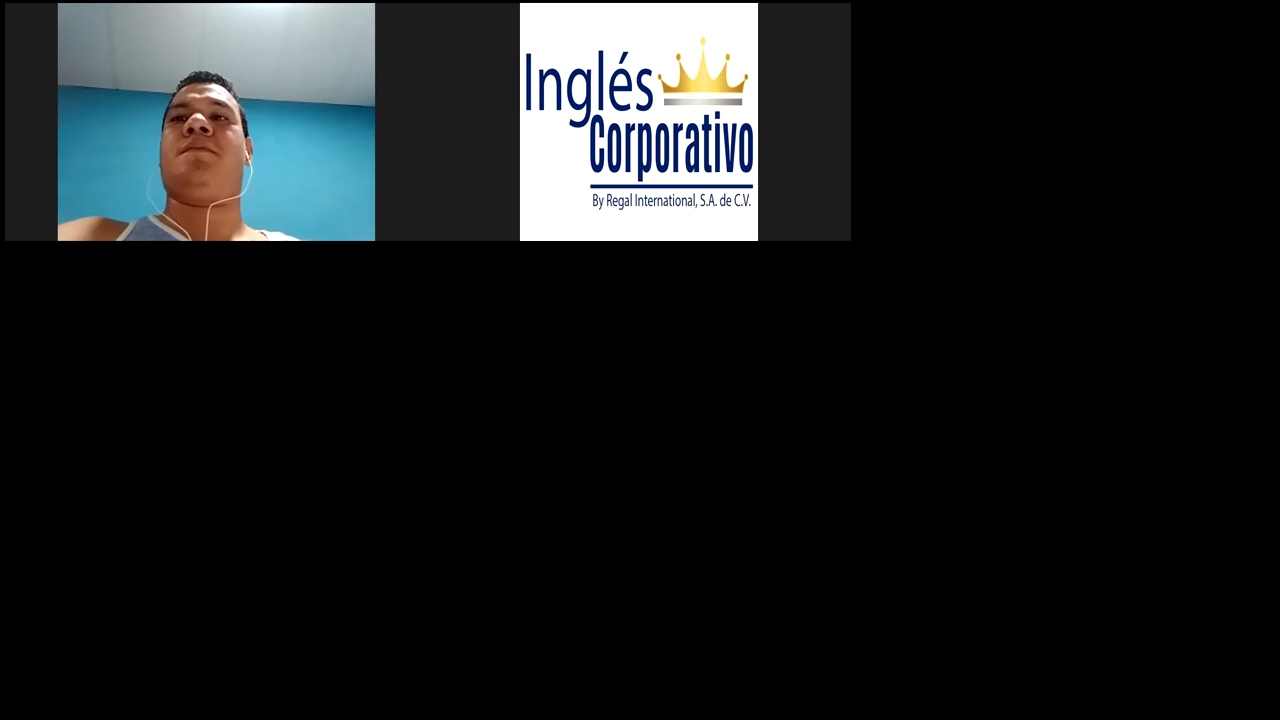 Inglés
Corporativo
By Regal International, S.A. de C.V.